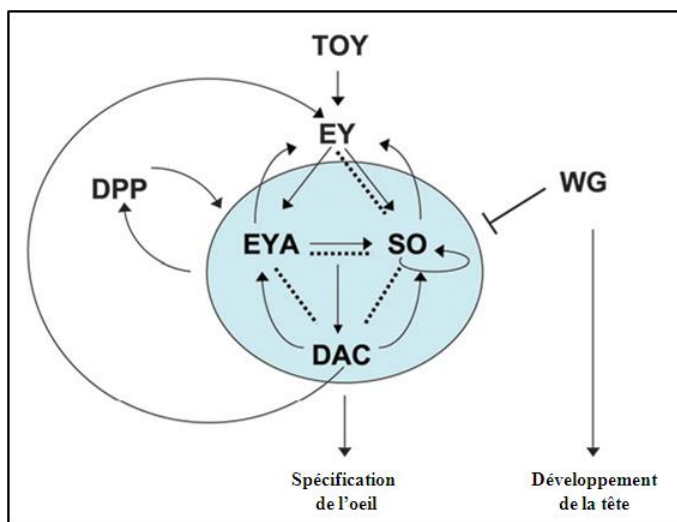 TOY
EY
DPP
WG
EYA
SO
DAC
Spécification
de l'oeil
Développement
de la tête